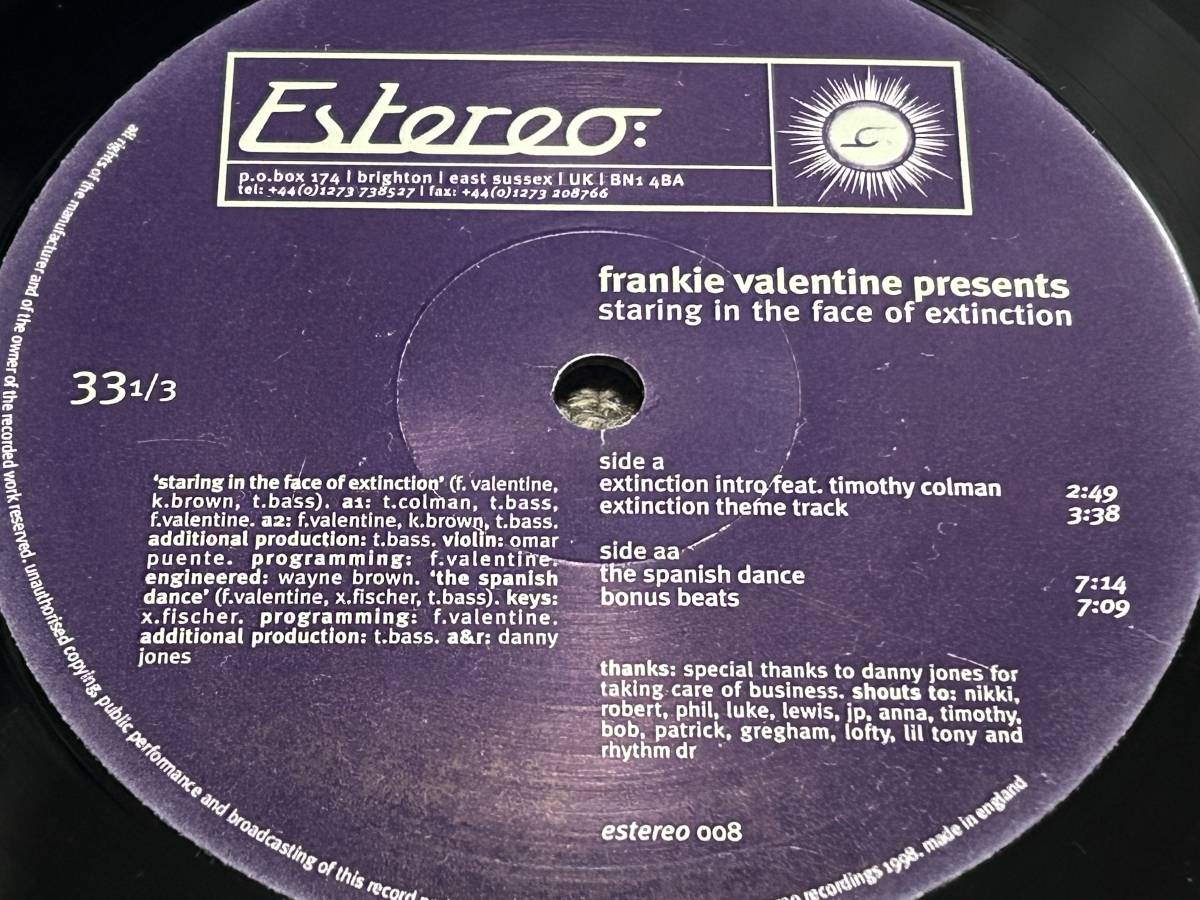 Estereo:
p.o.box 174 | brighton | east sussex | UK | BN1 4BA
tel: +44(0)1273 738527 | fax: +44(0)1273 208766
frankie valentine presents
staring in the face of extinction
33 1/3
'staring in the face of extinction' (f. valentine,
k.brown, t.bass). a1: t.colman, t.bass,
f.valentine. a2: f.valentine, k.brown, t.bass.
additional production: t.bass. violin: omar
puente. programming: f.valentine.
engineered: wayne brown. 'the spanish
dance' (f.valentine, x.fischer, t.bass). keys:
x.fischer. programming: f.valentine.
additional production: t.bass. a&r: danny
jones
side a
extinction intro feat. timothy colman 2:49
extinction theme track 3:38
side aa
the spanish dance 7:14
bonus beats 7:09
thanks: special thanks to danny jones for
taking care of business. shouts to: nikki,
robert, phil, luke, lewis, jp, anna, timothy,
bob, patrick, gregham, lofty, lil tony and
rhythm dr
estereo 008
all rights of the manufacturer and of the owner of the recorded work reserved. unauthorised copying, public performance and broadcasting of this record
recordings 1998. made in england